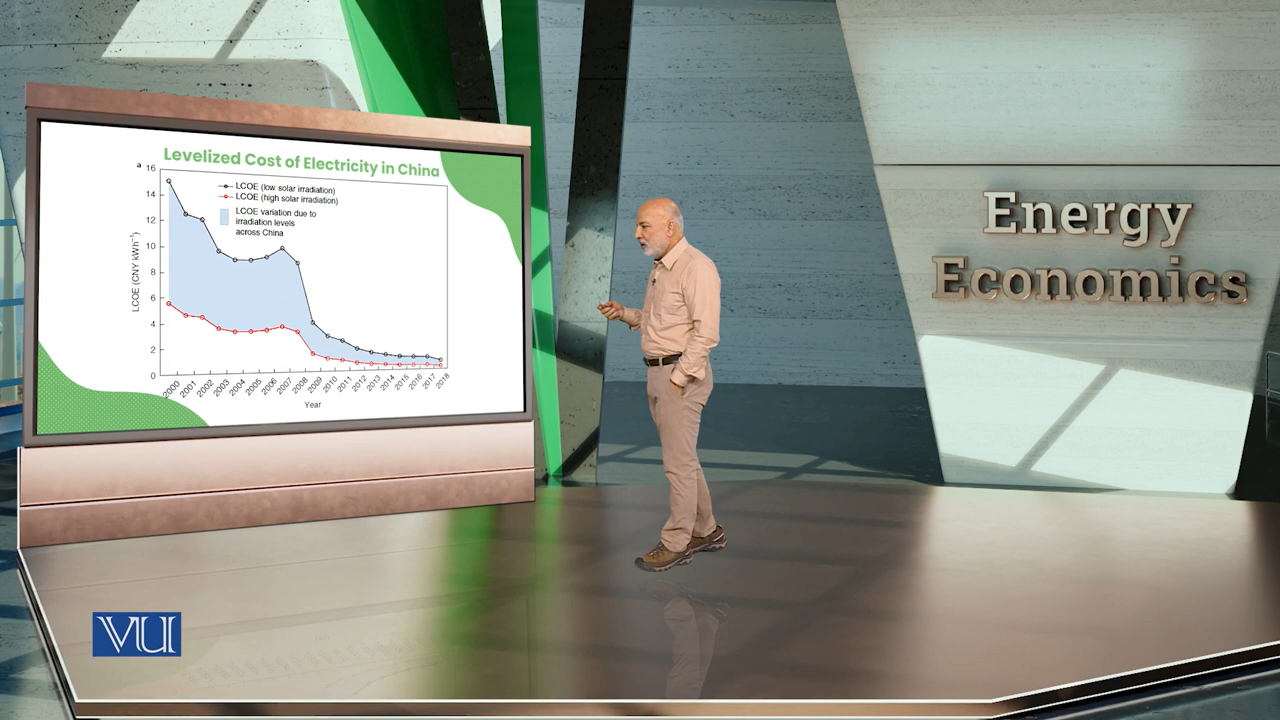 Levelized Cost of Electricity in China
a
16
14
12
10
8
6
4
2
0
LCOE (CNY kWh⁻¹)
LCOE (low solar irradiation)
LCOE (high solar irradiation)
LCOE variation due to
irradiation levels
across China
2000 2001 2002 2003 2004 2005 2006 2007 2008 2009 2010 2011 2012 2013 2014 2015 2016 2017 2018
Year
Energy
Economics
VUI